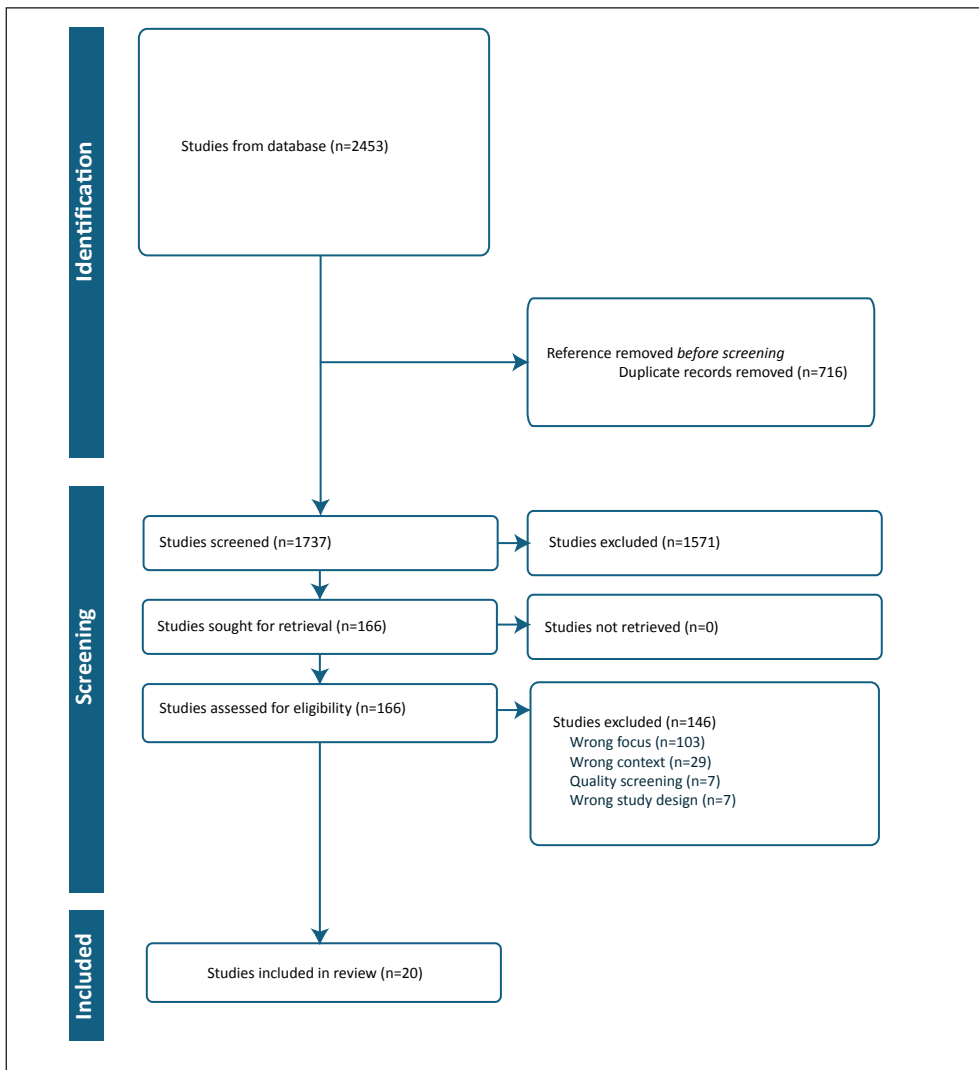 Identification
Studies from database (n=2453)
Reference removed before screening
Duplicate records removed (n=716)
Screening
Studies screened (n=1737)
Studies excluded (n=1571)
Studies sought for retrieval (n=166)
Studies not retrieved (n=0)
Studies assessed for eligibility (n=166)
Studies excluded (n=146)
Wrong focus (n=103)
Wrong context (n=29)
Quality screening (n=7)
Wrong study design (n=7)
Included
Studies included in review (n=20)